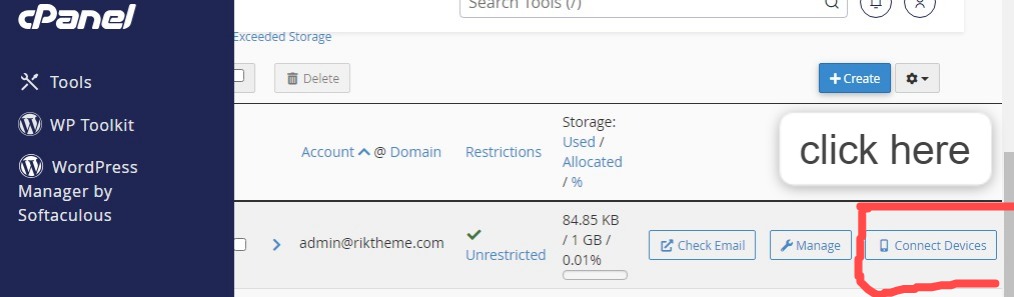 cPanel
Search Tools (/)
Exceeded Storage
Tools
Delete
Create
WP Toolkit
Storage:
Account @ Domain
Restrictions
Used /
Allocated
/ %
click here
WordPress
Manager by
Softaculous
admin@riktheme.com
Unrestricted
84.85 KB
/ 1 GB /
0.01%
Check Email
Manage
Connect Devices